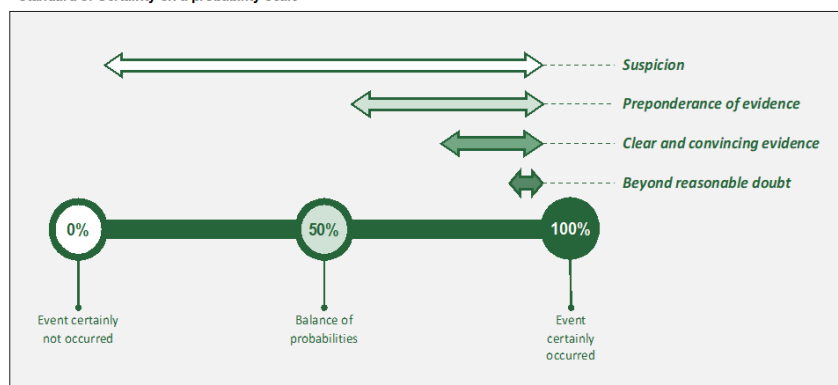 Suspicion
Preponderance of evidence
Clear and convincing evidence
Beyond reasonable doubt
0%
50%
100%
Event certainly
not occurred
Balance of
probabilities
Event
certainly
occurred